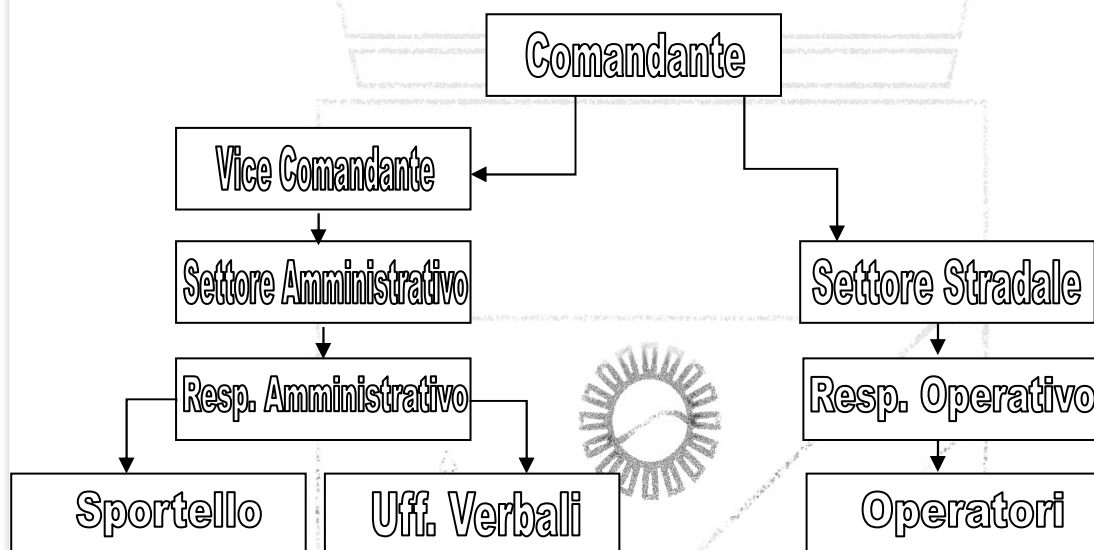 Comandante
Vice Comandante
Settore Amministrativo
Settore Stradale
Resp. Amministrativo
Resp. Operativo
Sportello
Uff. Verbali
Operatori